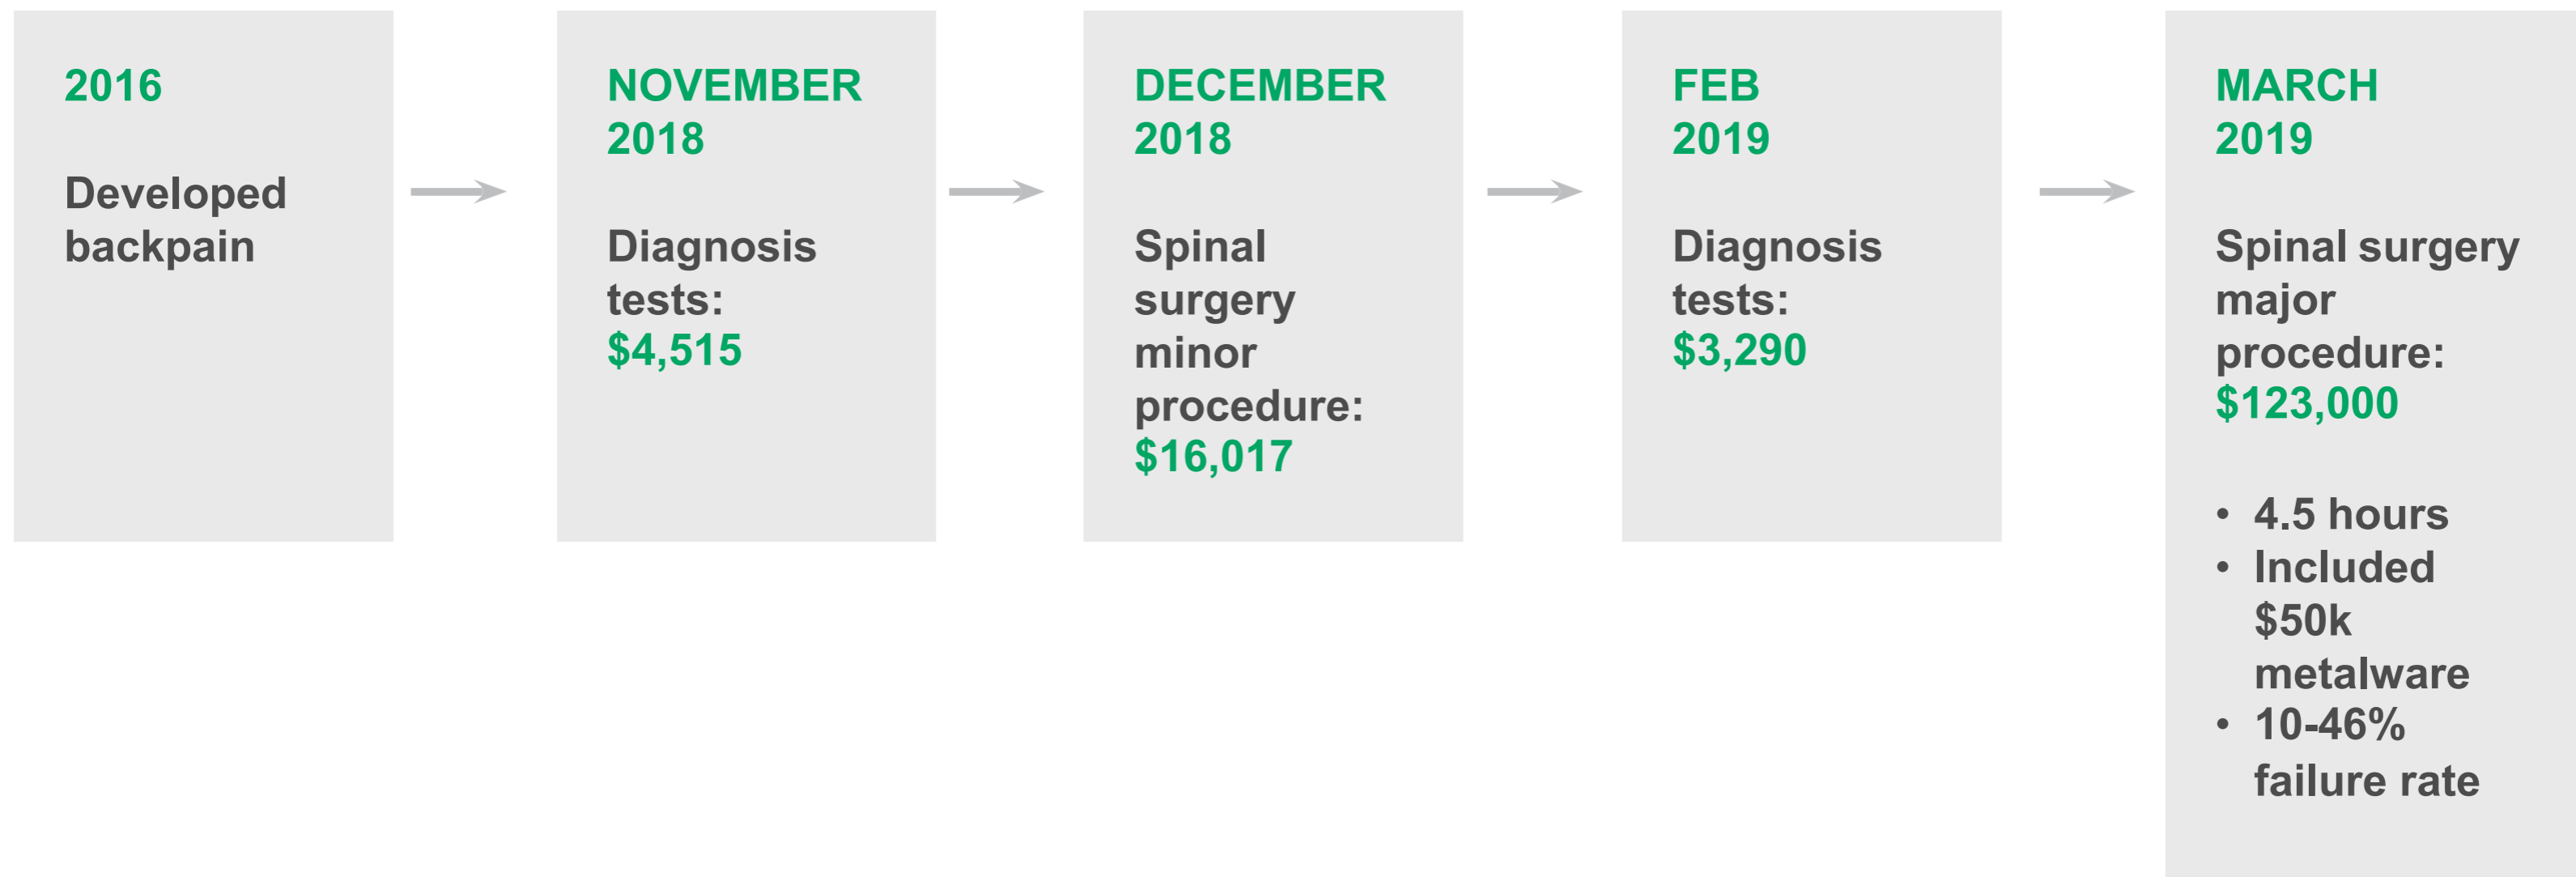 2016
Developed
backpain
NOVEMBER
2018
Diagnosis
tests:
$4,515
DECEMBER
2018
Spinal
surgery
minor
procedure:
$16,017
FEB
2019
Diagnosis
tests:
$3,290
MARCH
2019
Spinal surgery
major
procedure:
$123,000
• 4.5 hours
• Included
$50k
metalware
• 10-46%
failure rate